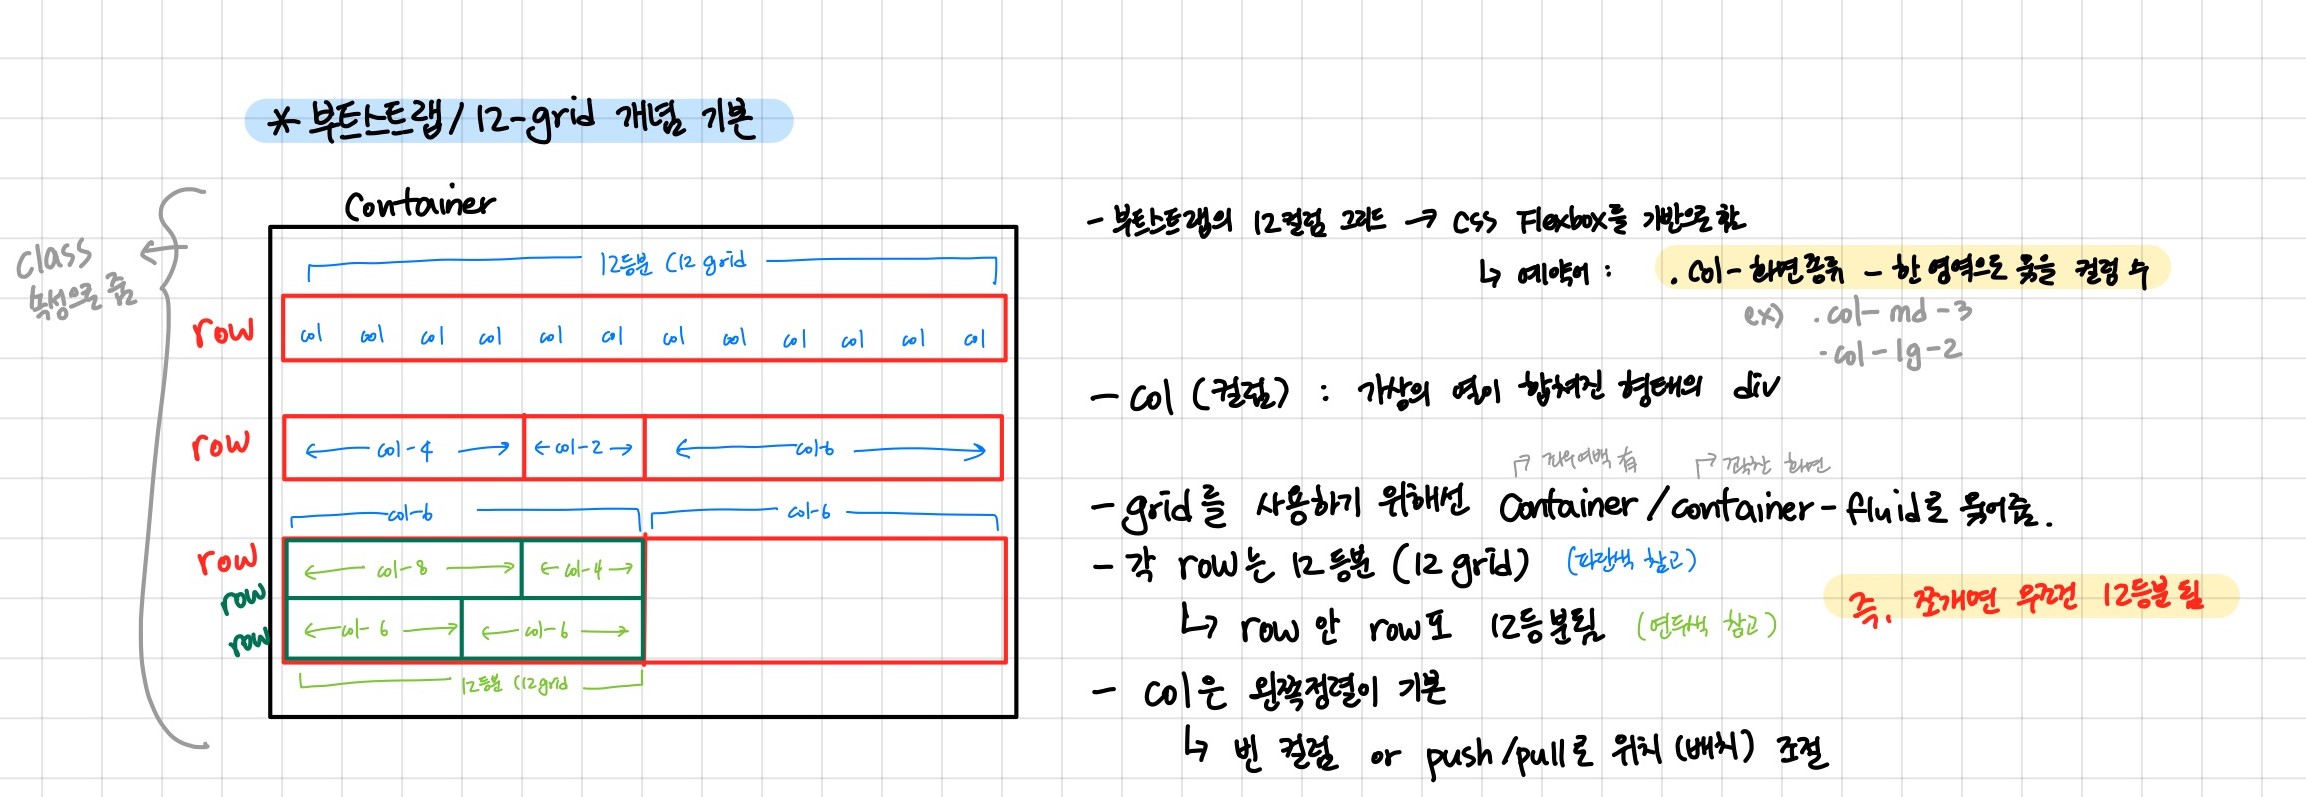 * 부트스트랩/12-grid 개념 기본
Container
class
속성으로 줌
12등분 (12 grid
row
col col col col col col col col col col col col
row
col-4 col-2 col-6
col-6 col-6
row
col-8 col-4
row
col-6 col-6
row
12등분 (12 grid
- 부트스트랩의 12컬럼 그리드 → css Flexbox를 기반으로 함
↳ 예약어 : .col-화면종류 - 한 영역으로 묶을 컬럼 수
ex) .col-md-3
.col-lg-2
- col (컬럼) : 가상의 열이 합쳐진 형태의 div
좌우여백 有 꽉찬 화면
- grid를 사용하기 위해선 Container/container-fluid로 묶어줌.
- 각 row는 12등분 (12 grid) (파란색 참고)
↳ row 안 row도 12등분됨 (연두색 참고)
즉, 쪼개면 무조건 12등분 됨
- col은 왼쪽정렬이 기본
↳ 빈 컬럼 or push/pull로 위치(배치) 조절